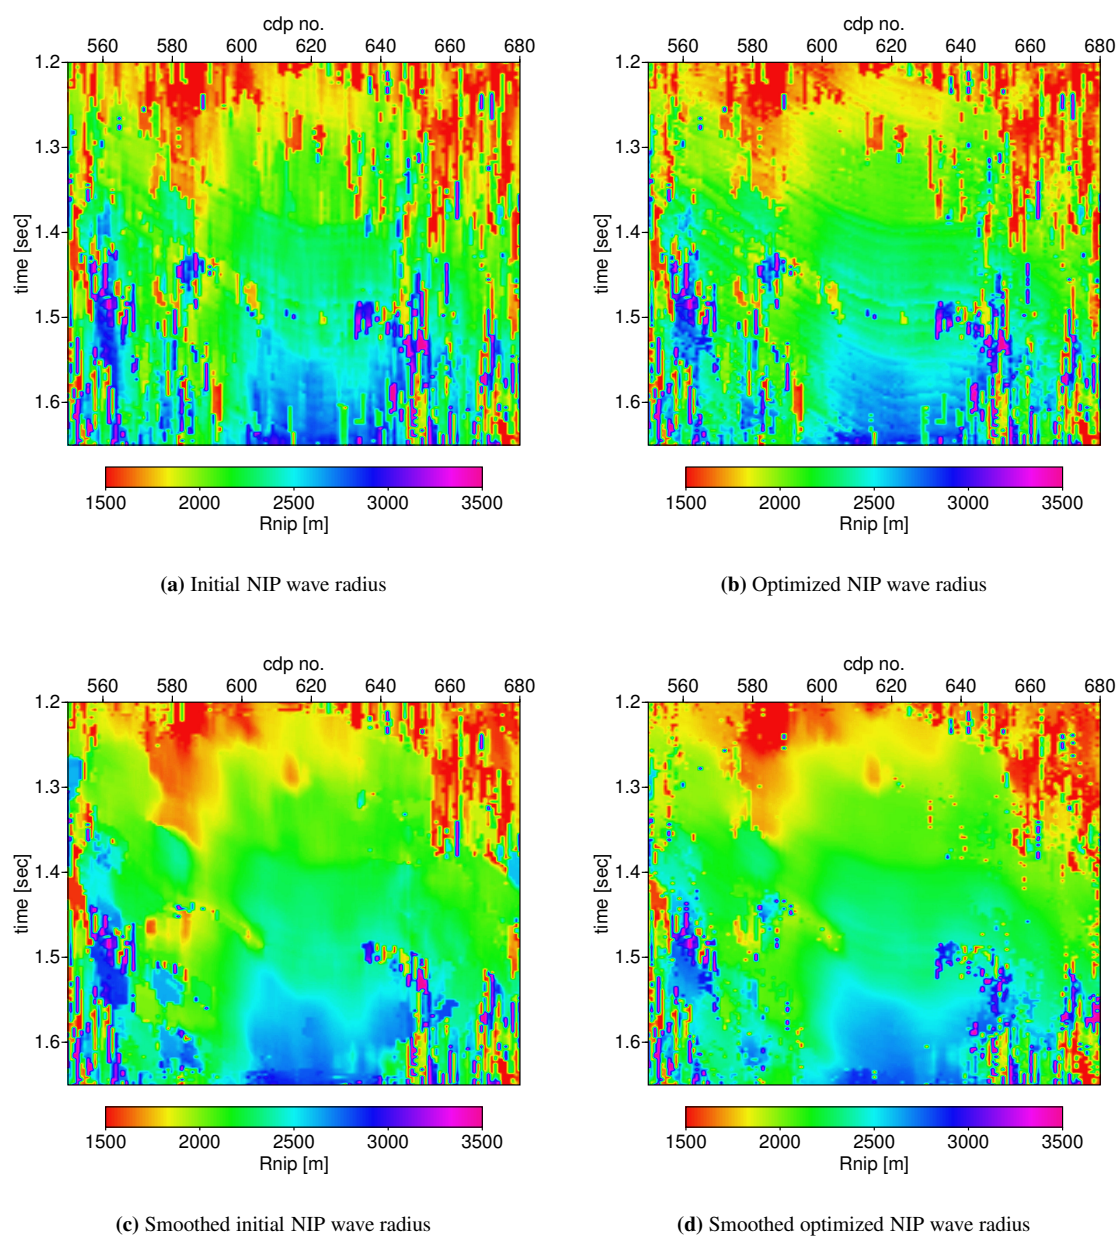 cdp no.
560 580 600 620 640 660 680
1.2
1.3
1.4
1.5
1.6
time [sec]
1500 2000 2500 3000 3500
Rnip [m]
(a) Initial NIP wave radius
cdp no.
560 580 600 620 640 660 680
1.2
1.3
1.4
1.5
1.6
time [sec]
1500 2000 2500 3000 3500
Rnip [m]
(b) Optimized NIP wave radius
cdp no.
560 580 600 620 640 660 680
1.2
1.3
1.4
1.5
1.6
time [sec]
1500 2000 2500 3000 3500
Rnip [m]
(c) Smoothed initial NIP wave radius
cdp no.
560 580 600 620 640 660 680
1.2
1.3
1.4
1.5
1.6
time [sec]
1500 2000 2500 3000 3500
Rnip [m]
(d) Smoothed optimized NIP wave radius